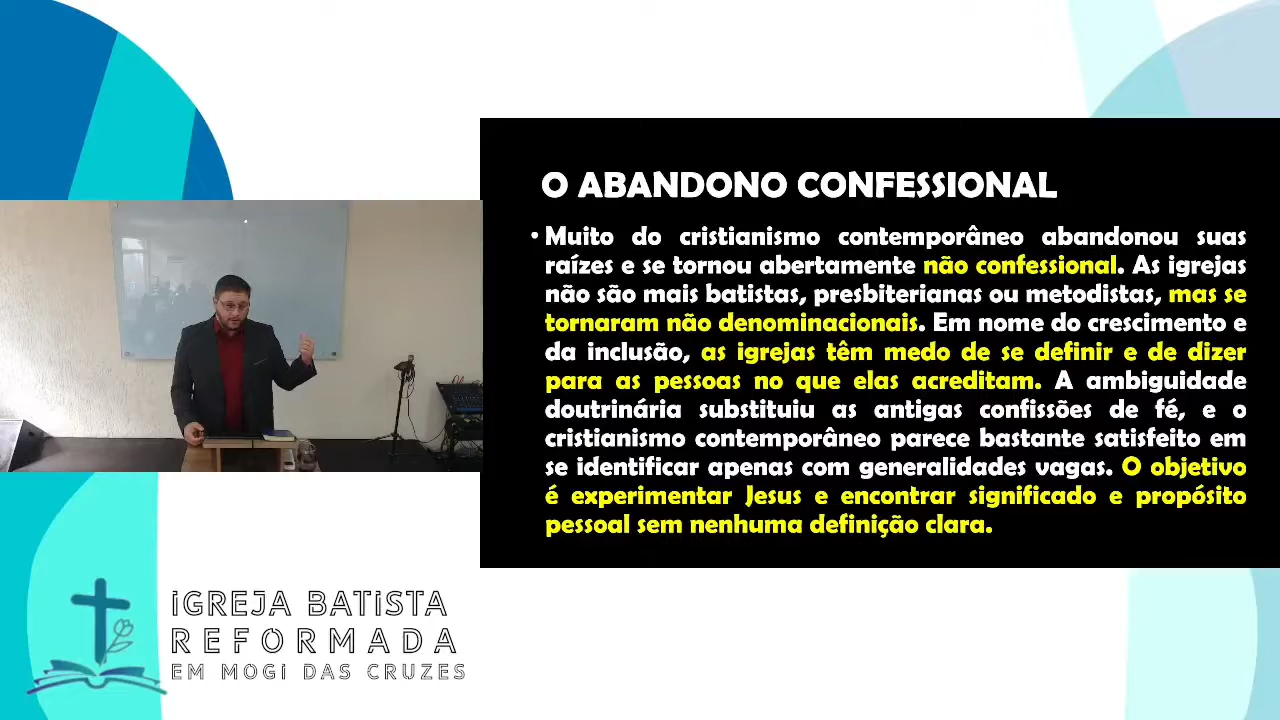 O ABANDONO CONFESSIONAL
• Muito do cristianismo contemporâneo abandonou suas
raízes e se tornou abertamente não confessional. As igrejas
não são mais batistas, presbiterianas ou metodistas, mas se
tornaram não denominacionais. Em nome do crescimento e
da inclusão, as igrejas têm medo de se definir e de dizer
para as pessoas no que elas acreditam. A ambiguidade
doutrinária substituiu as antigas confissões de fé, e o
cristianismo contemporâneo parece bastante satisfeito em
se identificar apenas com generalidades vagas. O objetivo
é experimentar Jesus e encontrar significado e propósito
pessoal sem nenhuma definição clara.
iGREJA BATiSTA
REFORMADA
EM MOGi DAS CRUZES